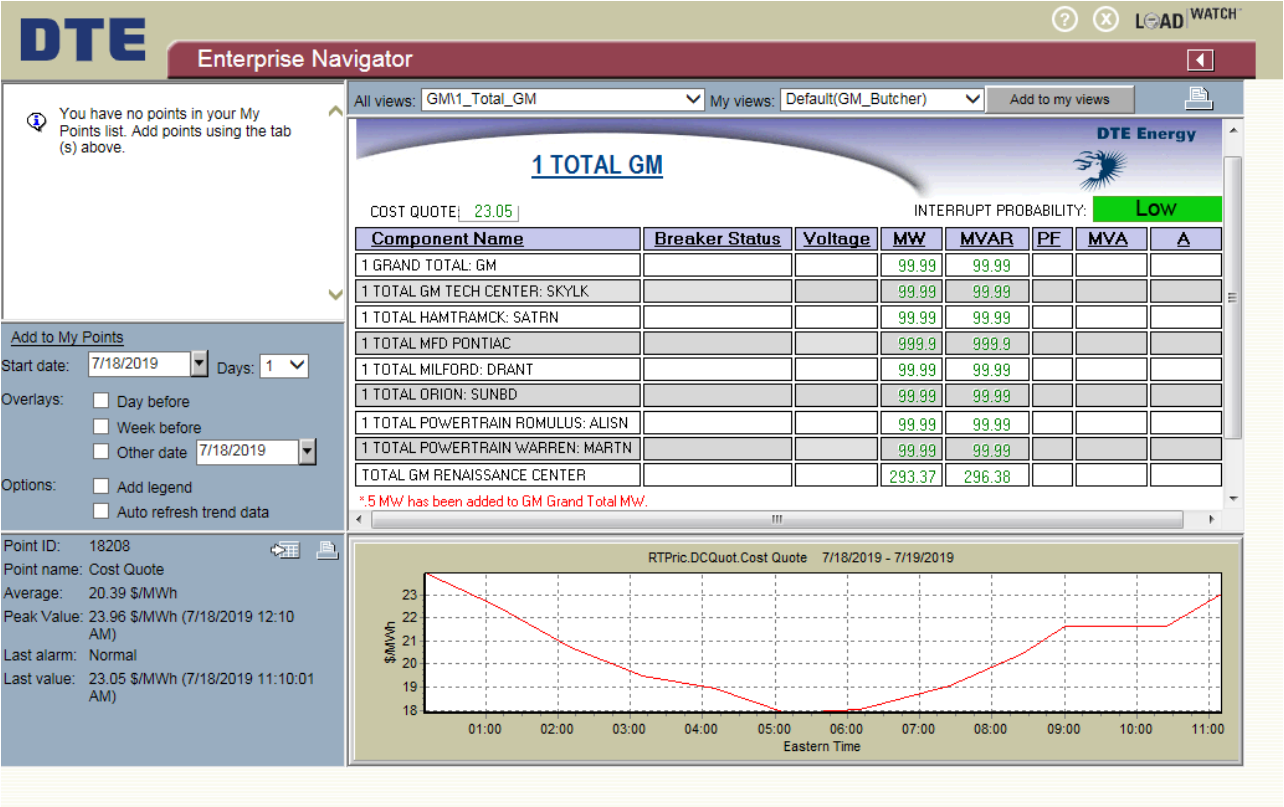 DTE
LOAD WATCH
Enterprise Navigator
You have no points in your My
Points list. Add points using the tab
(s) above.
All views: GM\1_Total_GM My views: Default(GM_Butcher) Add to my views
DTE Energy
1 TOTAL GM
COST QUOTE 23.05 INTERRUPT PROBABILITY: Low
Component Name Breaker Status Voltage MW MVAR PF MVA A
1 GRAND TOTAL: GM 99.99 99.99
1 TOTAL GM TECH CENTER: SKYLK 99.99 99.99
1 TOTAL HAMTRAMCK: SATRN 99.99 99.99
1 TOTAL MFD PONTIAC 999.9 999.9
1 TOTAL MILFORD: DRANT 99.99 99.99
1 TOTAL ORION: SUNBD 99.99 99.99
1 TOTAL POWERTRAIN ROMULUS: ALISN 99.99 99.99
1 TOTAL POWERTRAIN WARREN: MARTN 99.99 99.99
TOTAL GM RENAISSANCE CENTER 293.37 296.38
*.5 MW has been added to GM Grand Total MW.
Add to My Points
Start date: 7/18/2019 Days: 1
Overlays: Day before
Week before
Other date 7/18/2019
Options: Add legend
Auto refresh trend data
Point ID: 18208
Point name: Cost Quote
Average: 20.39 $/MWh
Peak Value: 23.96 $/MWh (7/18/2019 12:10
AM)
Last alarm: Normal
Last value: 23.05 $/MWh (7/18/2019 11:10:01
AM)
RTPric.DCQuot.Cost Quote 7/18/2019 - 7/19/2019
$/MWh
23
22
21
20
19
18
01:00 02:00 03:00 04:00 05:00 06:00 07:00 08:00 09:00 10:00 11:00
Eastern Time